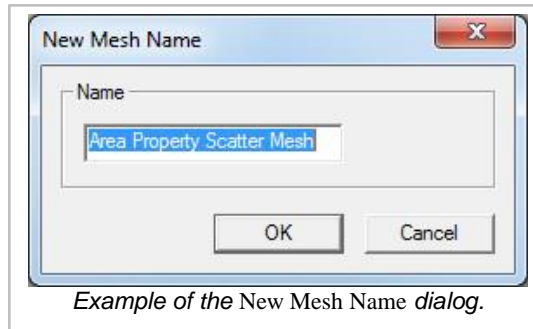 New Mesh Name
Name
Area Property Scatter Mesh
OK Cancel
Example of the New Mesh Name dialog.